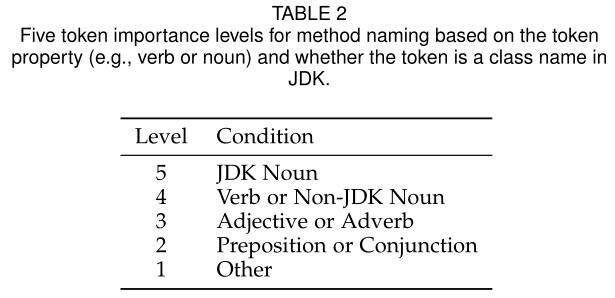 TABLE 2
Five token importance levels for method naming based on the token
property (e.g., verb or noun) and whether the token is a class name in
JDK.
Level Condition
5 JDK Noun
4 Verb or Non-JDK Noun
3 Adjective or Adverb
2 Preposition or Conjunction
1 Other